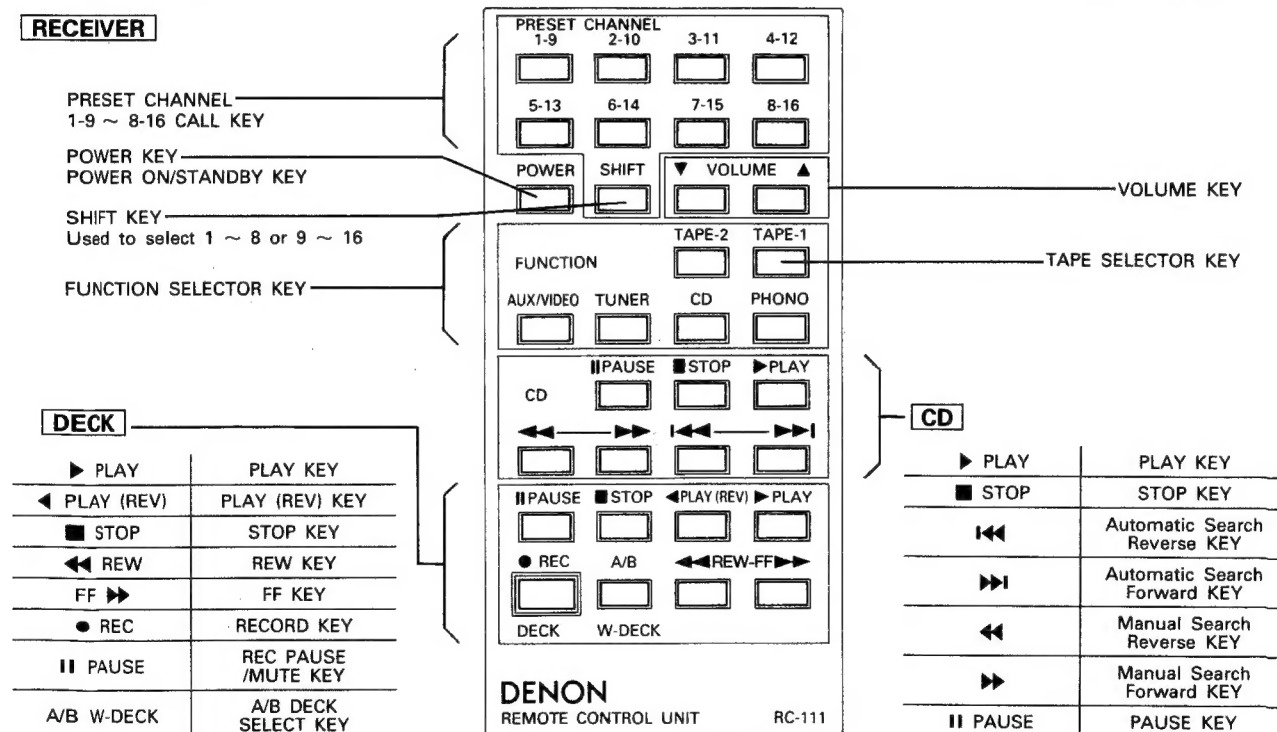 RECEIVER
PRESET CHANNEL
1-9 ~ 8-16 CALL KEY
POWER KEY
POWER ON/STANDBY KEY
SHIFT KEY
Used to select 1 ~ 8 or 9 ~ 16
FUNCTION SELECTOR KEY
PRESET CHANNEL
1-9 2-10 3-11 4-12
5-13 6-14 7-15 8-16
POWER SHIFT ▼ VOLUME ▲
TAPE-2 TAPE-1
FUNCTION
AUX/VIDEO TUNER CD PHONO
II PAUSE ■ STOP ▶ PLAY
CD
◀◀ ▶▶ I◀◀ ▶▶I
II PAUSE ■ STOP ◀ PLAY (REV) ▶ PLAY
● REC A/B ◀◀ REW-FF ▶▶
DECK W-DECK
DENON
REMOTE CONTROL UNIT RC-111
VOLUME KEY
TAPE SELECTOR KEY
DECK
▶ PLAY PLAY KEY
◀ PLAY (REV) PLAY (REV) KEY
■ STOP STOP KEY
◀◀ REW REW KEY
FF ▶▶ FF KEY
● REC RECORD KEY
II PAUSE REC PAUSE
/MUTE KEY
A/B W-DECK A/B DECK
SELECT KEY
CD
▶ PLAY PLAY KEY
■ STOP STOP KEY
I◀◀ Automatic Search
Reverse KEY
▶▶I Automatic Search
Forward KEY
◀◀ Manual Search
Reverse KEY
▶▶ Manual Search
Forward KEY
II PAUSE PAUSE KEY